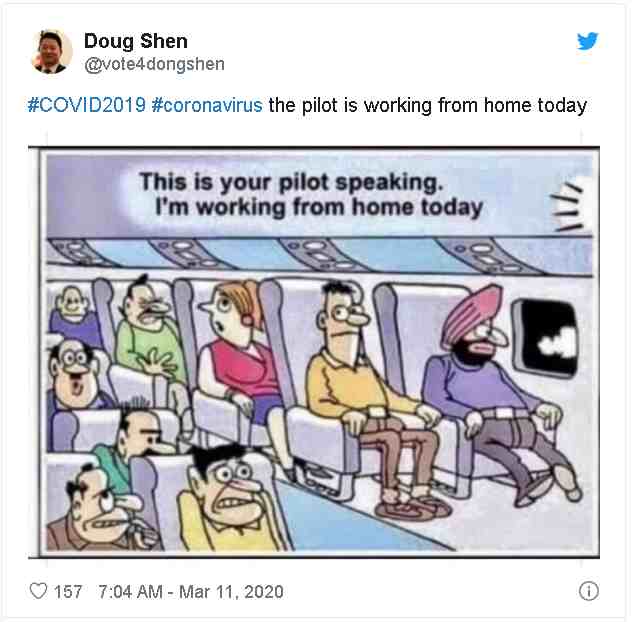 Doug Shen
@vote4dongshen
#COVID2019 #coronavirus the pilot is working from home today
This is your pilot speaking.
I'm working from home today
157 7:04 AM - Mar 11, 2020